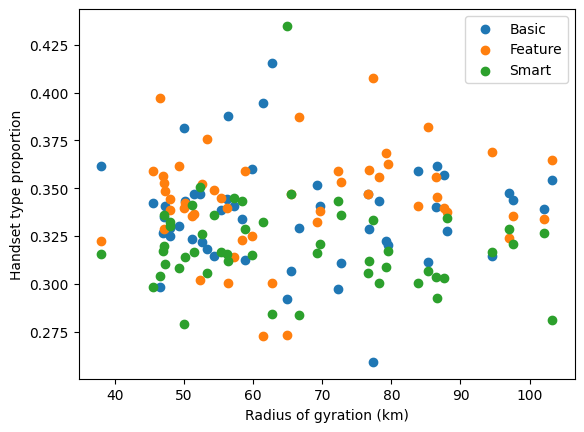 Basic
Feature
Smart
0.425
0.400
0.375
0.350
0.325
0.300
0.275
Handset type proportion
40 50 60 70 80 90 100
Radius of gyration (km)